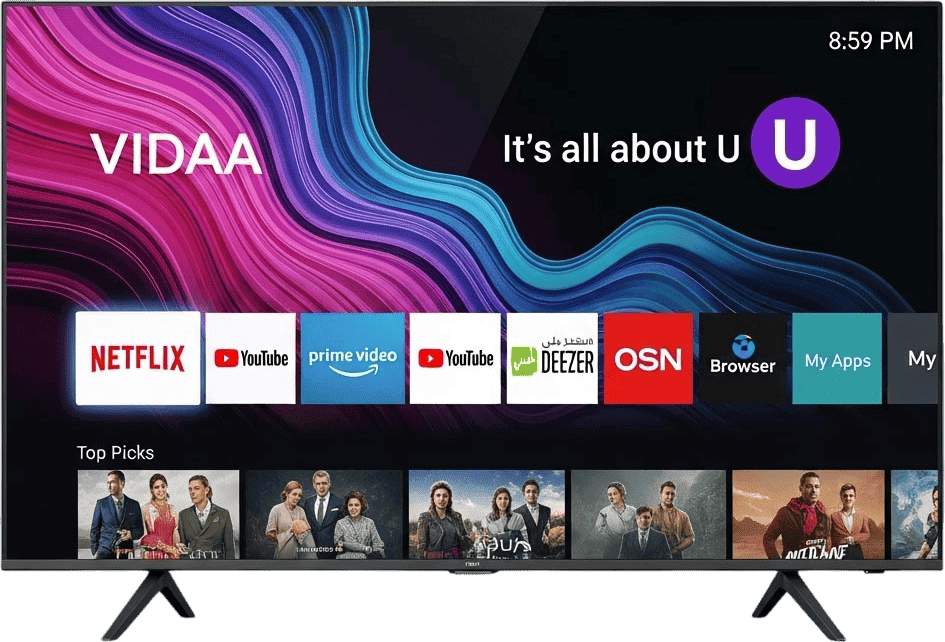 8:59 PM
VIDAA
It's all about U
U
NETFLIX
YouTube
prime video
YouTube
DEEZER
OSN
Browser
My Apps
My
Top Picks